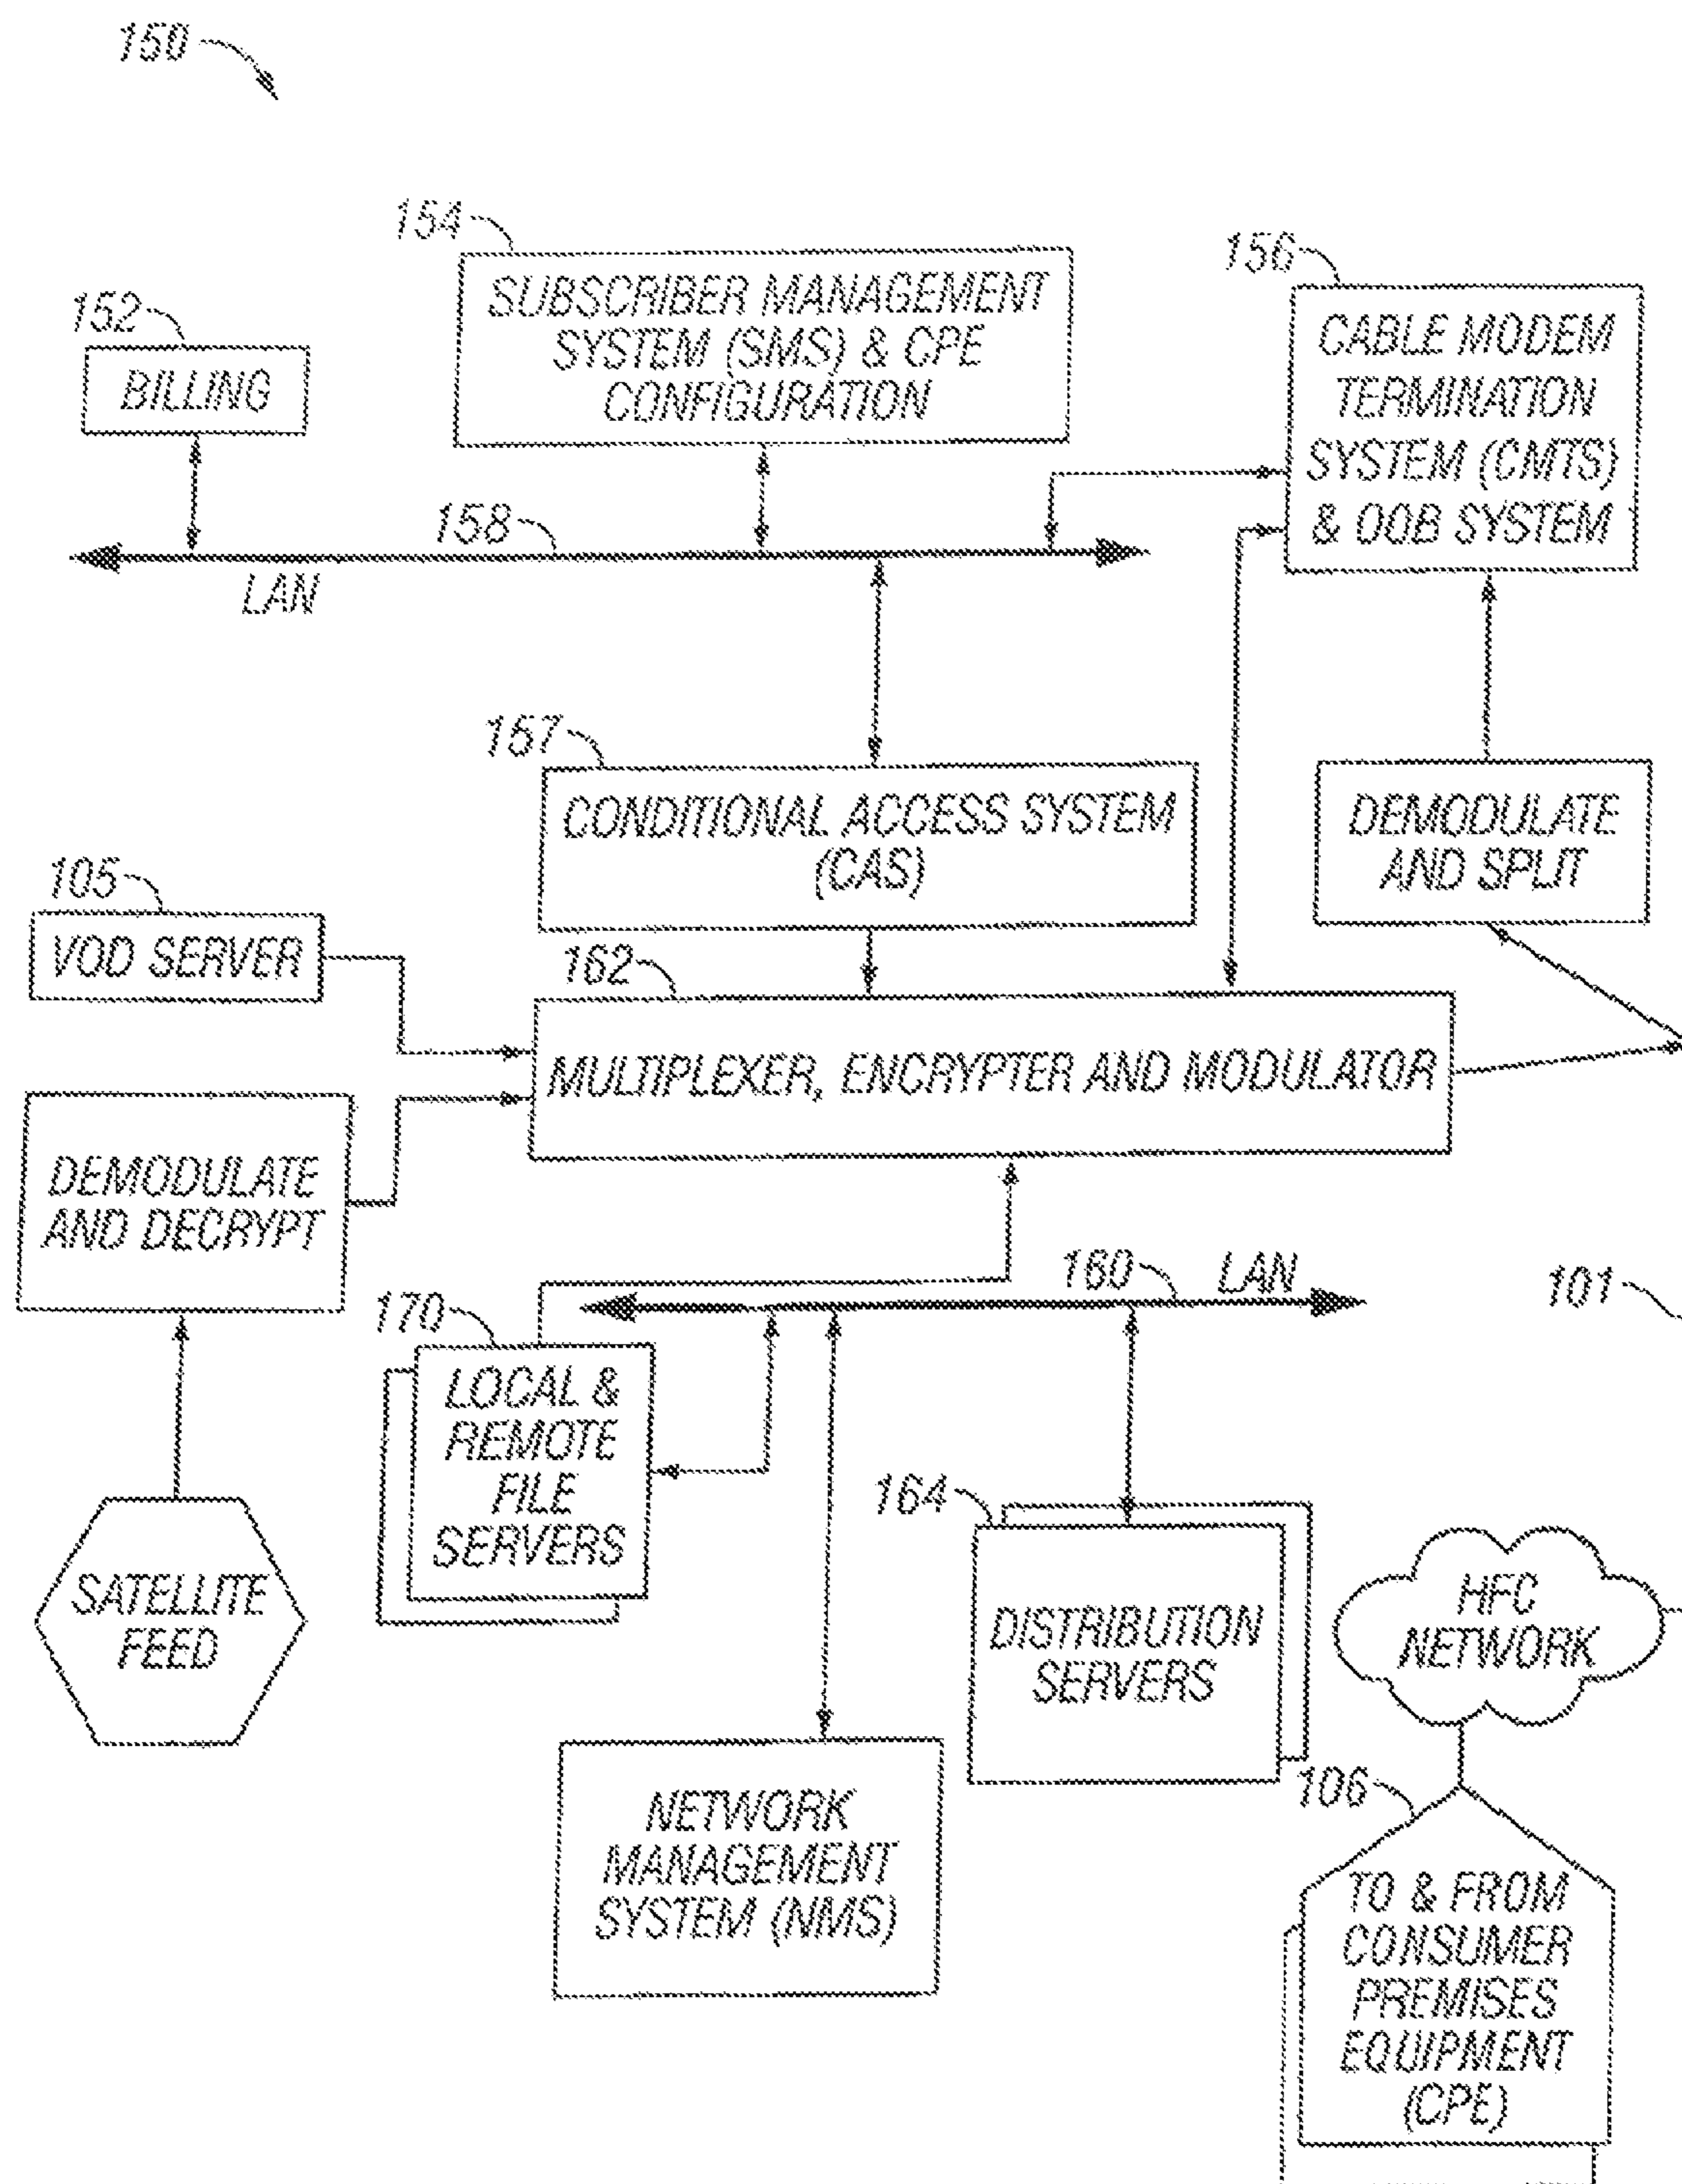 150
154
SUBSCRIBER MANAGEMENT
SYSTEM (SMS) & CPE
CONFIGURATION
156
CABLE MODEM
TERMINATION
SYSTEM (CMTS)
& OOB SYSTEM
152
BILLING
158
LAN
157
CONDITIONAL ACCESS SYSTEM
(CAS)
DEMODULATE
AND SPLIT
105
VOD SERVER
162
MULTIPLEXER, ENCRYPTER AND MODULATOR
DEMODULATE
AND DECRYPT
160
LAN
101
170
LOCAL &
REMOTE
FILE
SERVERS
SATELLITE
FEED
164
DISTRIBUTION
SERVERS
HFC
NETWORK
NETWORK
MANAGEMENT
SYSTEM (NMS)
106
TO & FROM
CONSUMER
PREMISES
EQUIPMENT
(CPE)